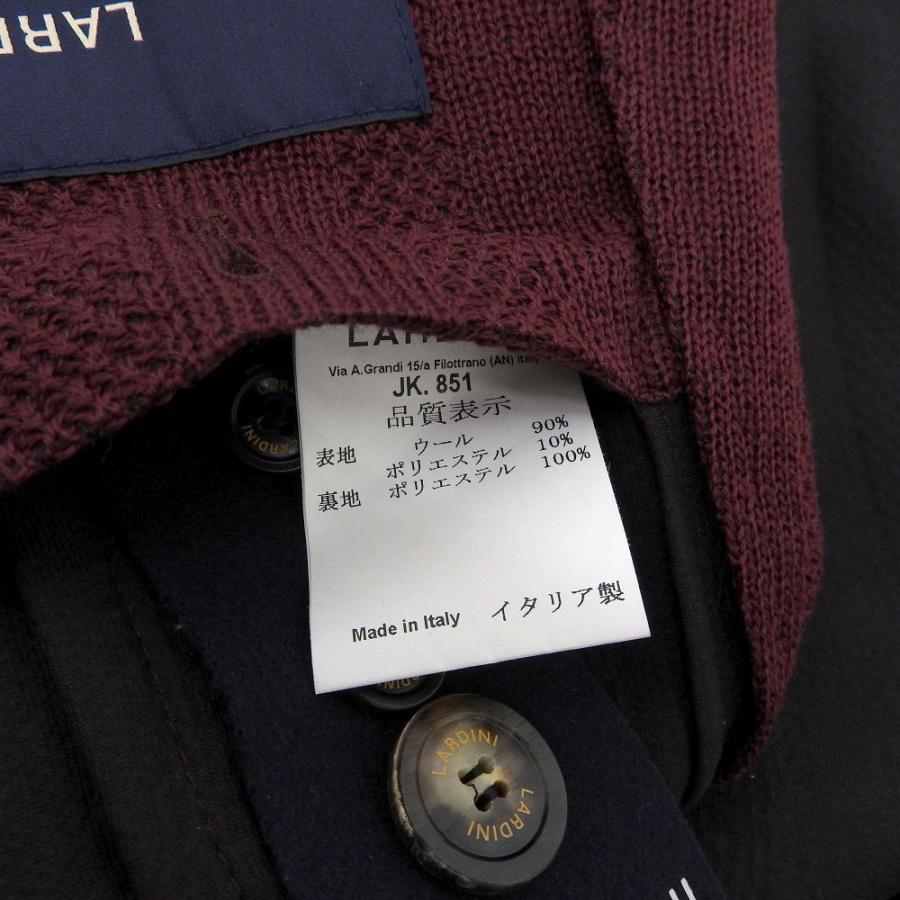 LARD
Via A.Grandi 15/a Filottrano (AN) Italy
JK. 851
品質表示
表地 ウール 90%
ポリエステル 10%
裏地 ポリエステル 100%
Made in Italy イタリア製
LARDINI
LARDINI
LARDINI